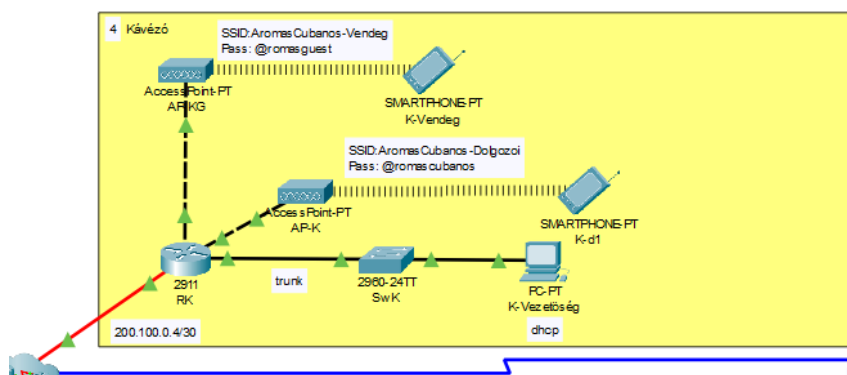 4 Kávézó
SSID:AromasCubanos-Vendeg
Pass: @romasguest
AccessPoint-PT
AP-KG
SMARTPHONE-PT
K-Vendeg
SSID:AromasCubanos-Dolgozoi
Pass: @romascubanos
AccessPoint-PT
AP-K
SMARTPHONE-PT
K-d1
2911
RK
trunk
2960-24TT
SwK
PC-PT
K-Vezetöség
200.100.0.4/30
dhcp